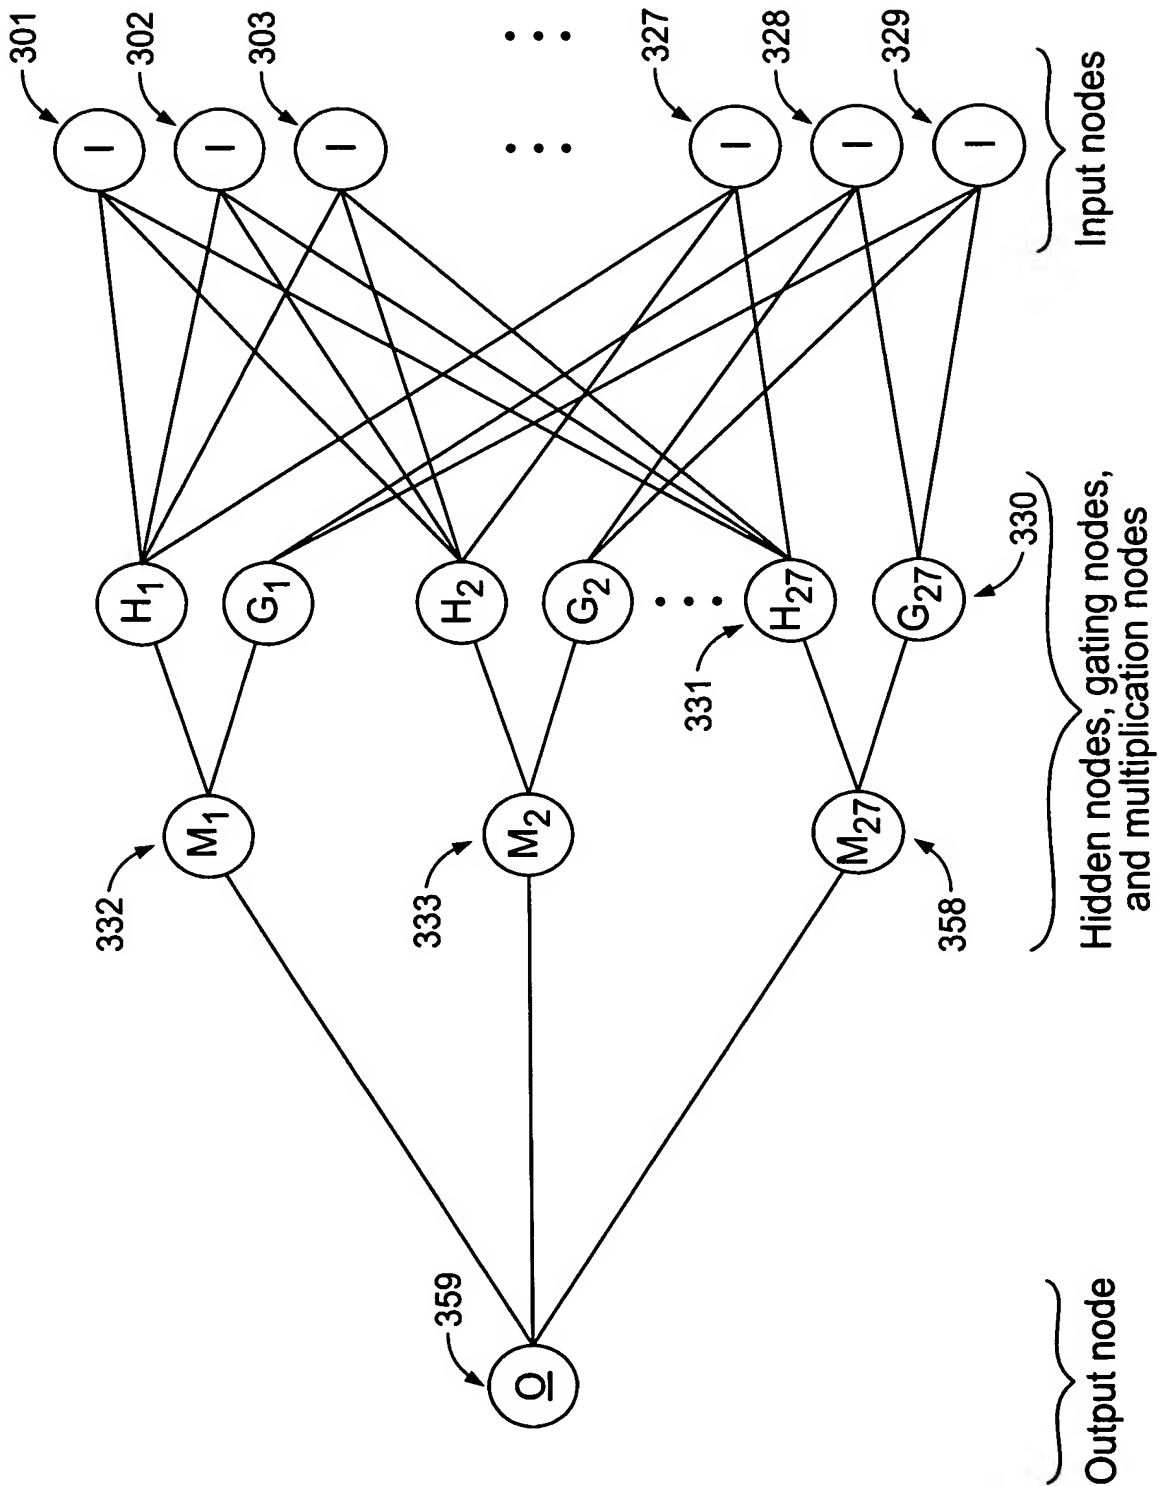 301
302
303
327
328
329
I
I
I
I
I
I
Input nodes
H1
G1
H2
G2
H27
G27
331
330
M1
M2
M27
332
333
358
Hidden nodes, gating nodes,
and multiplication nodes
359
O
Output node